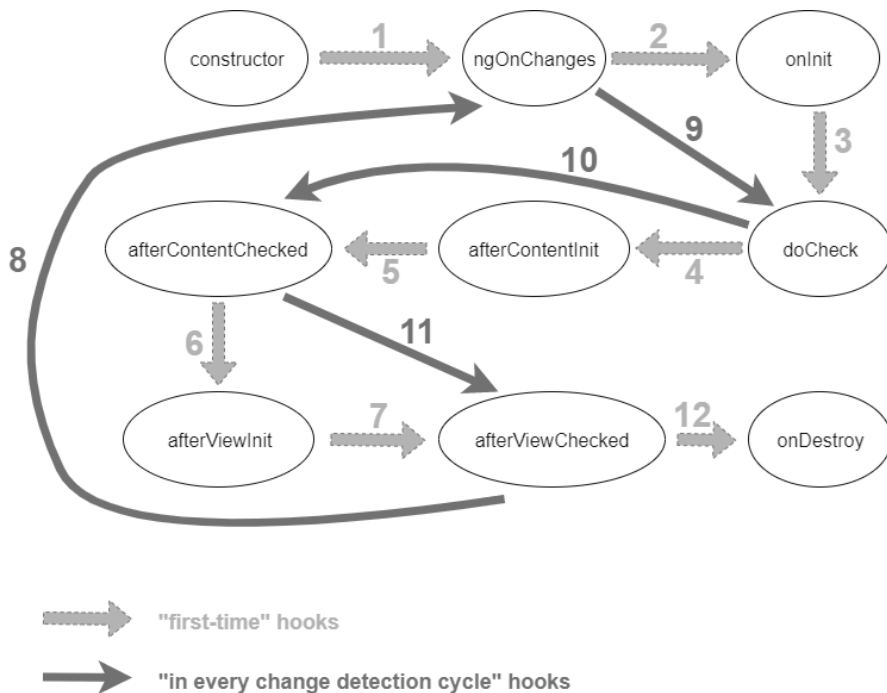 1
2
constructor
ngOnChanges
onInit
9
3
10
8
afterContentChecked
afterContentInit
doCheck
5
4
6
11
7
12
afterViewInit
afterViewChecked
onDestroy
"first-time" hooks
"in every change detection cycle" hooks